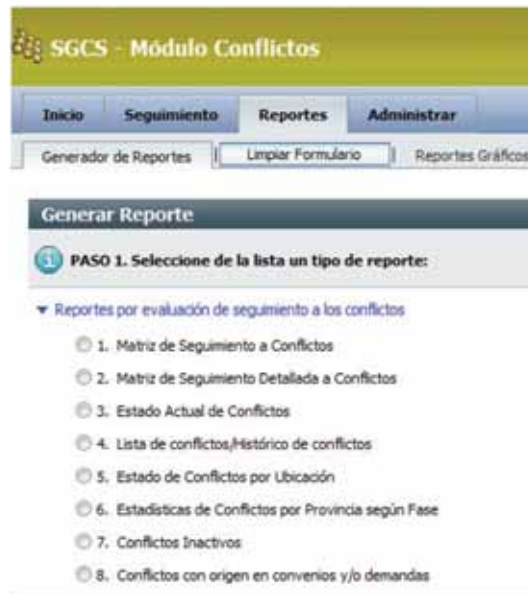 SGCS - Módulo Conflictos
Inicio Seguimiento Reportes Administrar
Generador de Reportes | Limpiar Formulario | Reportes Gráficos
Generar Reporte
PASO 1. Seleccione de la lista un tipo de reporte:
Reportes por evaluación de seguimiento a los conflictos
1. Matriz de Seguimiento a Conflictos
2. Matriz de Seguimiento Detallada a Conflictos
3. Estado Actual de Conflictos
4. Lista de conflictos/Histórico de conflictos
5. Estado de Conflictos por Ubicación
6. Estadísticas de Conflictos por Provincia según Fase
7. Conflictos Inactivos
8. Conflictos con origen en convenios y/o demandas